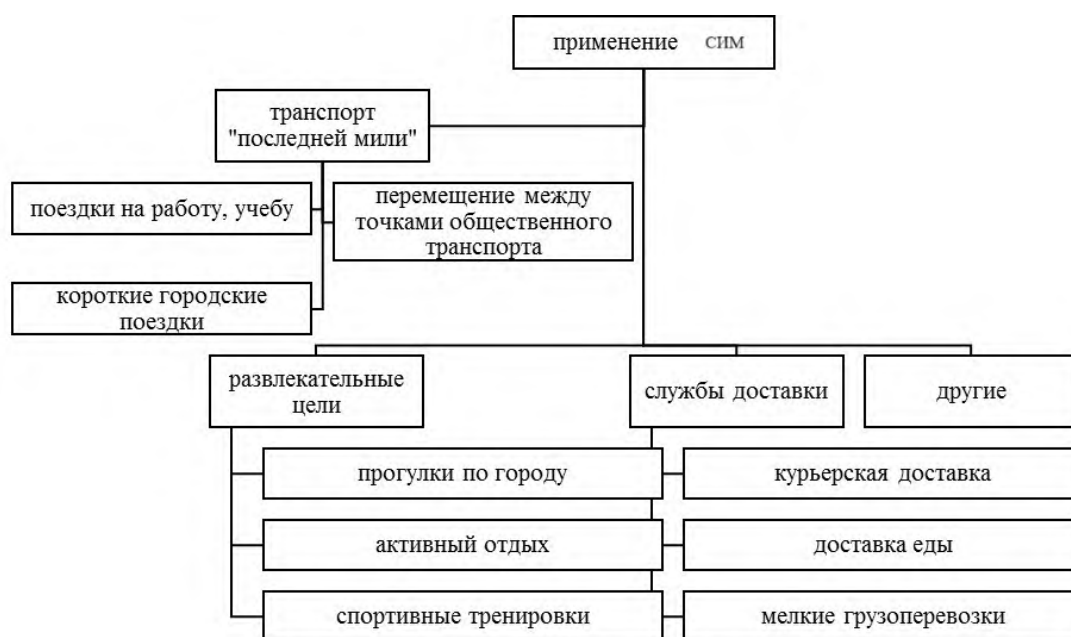 применение СИМ
транспорт
"последней мили"
поездки на работу, учебу
перемещение между
точками общественного
транспорта
короткие городские
поездки
развлекательные
цели
службы доставки
другие
прогулки по городу
курьерская доставка
активный отдых
доставка еды
спортивные тренировки
мелкие грузоперевозки